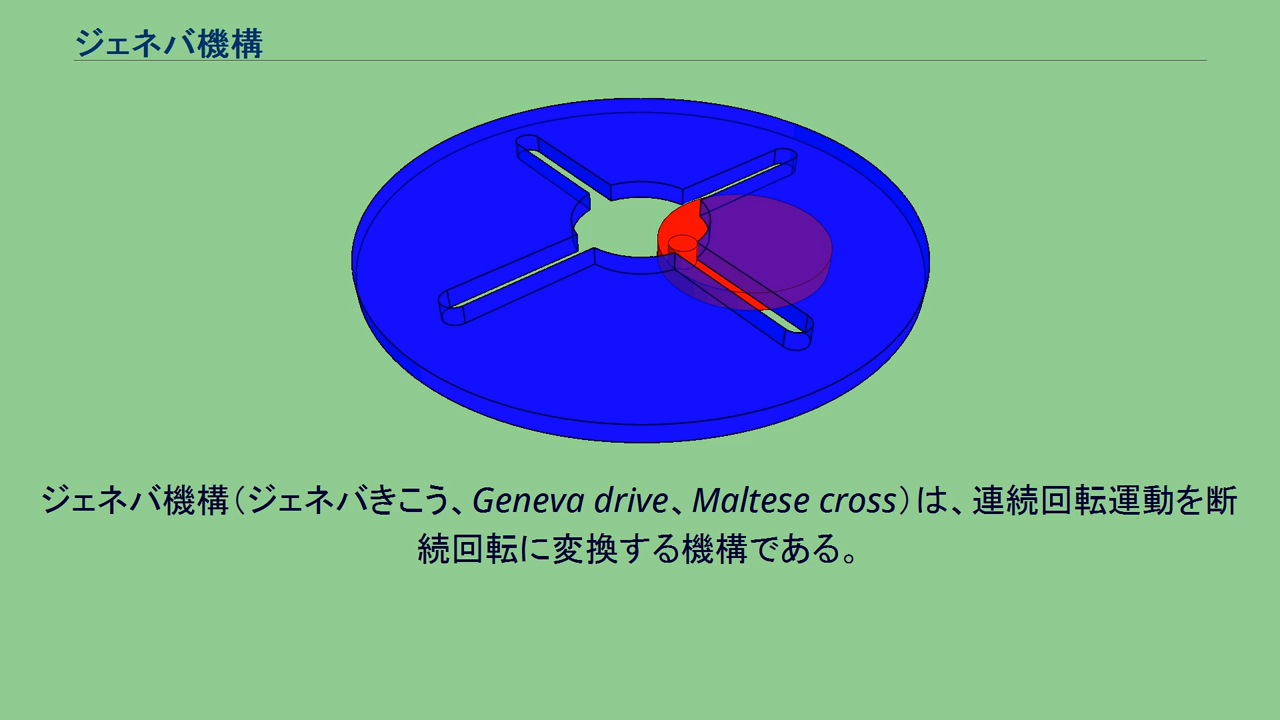 ジェネバ機構
ジェネバ機構(ジェネバきこう、Geneva drive、Maltese cross)は、連続回転運動を断
続回転に変換する機構である。